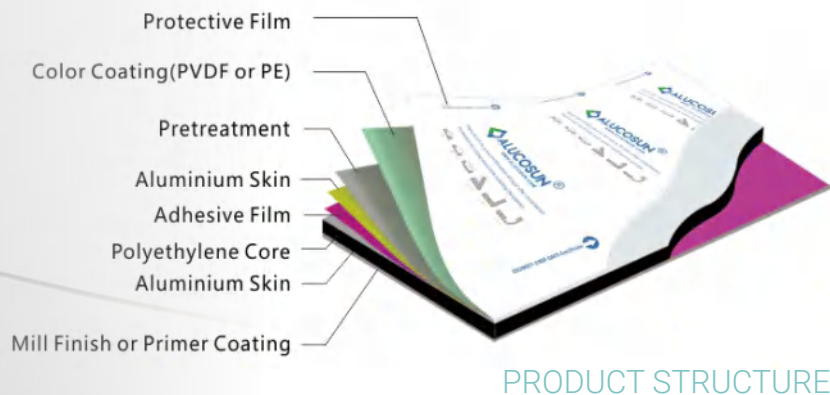 Protective Film
Color Coating(PVDF or PE)
Pretreatment
Aluminium Skin
Adhesive Film
Polyethylene Core
Aluminium Skin
Mill Finish or Primer Coating
ALUCOSUN®
ALUCOSUN®
ALUCOSUN
PRODUCT STRUCTURE